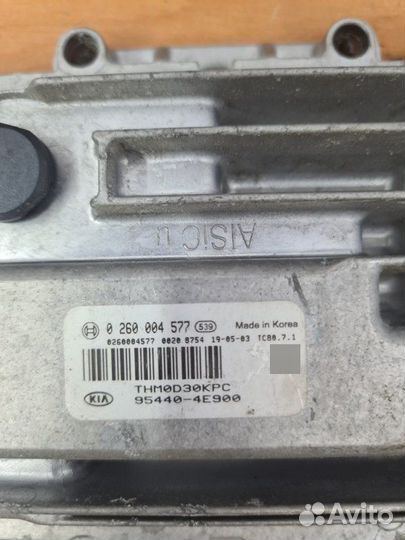 AlSiC u
0 260 004 577 539 Made in Korea
0260004577 0020 8754 19-05-03 TC80.7.1
THM0D30KPC
KIA 95440-4E900
Avito